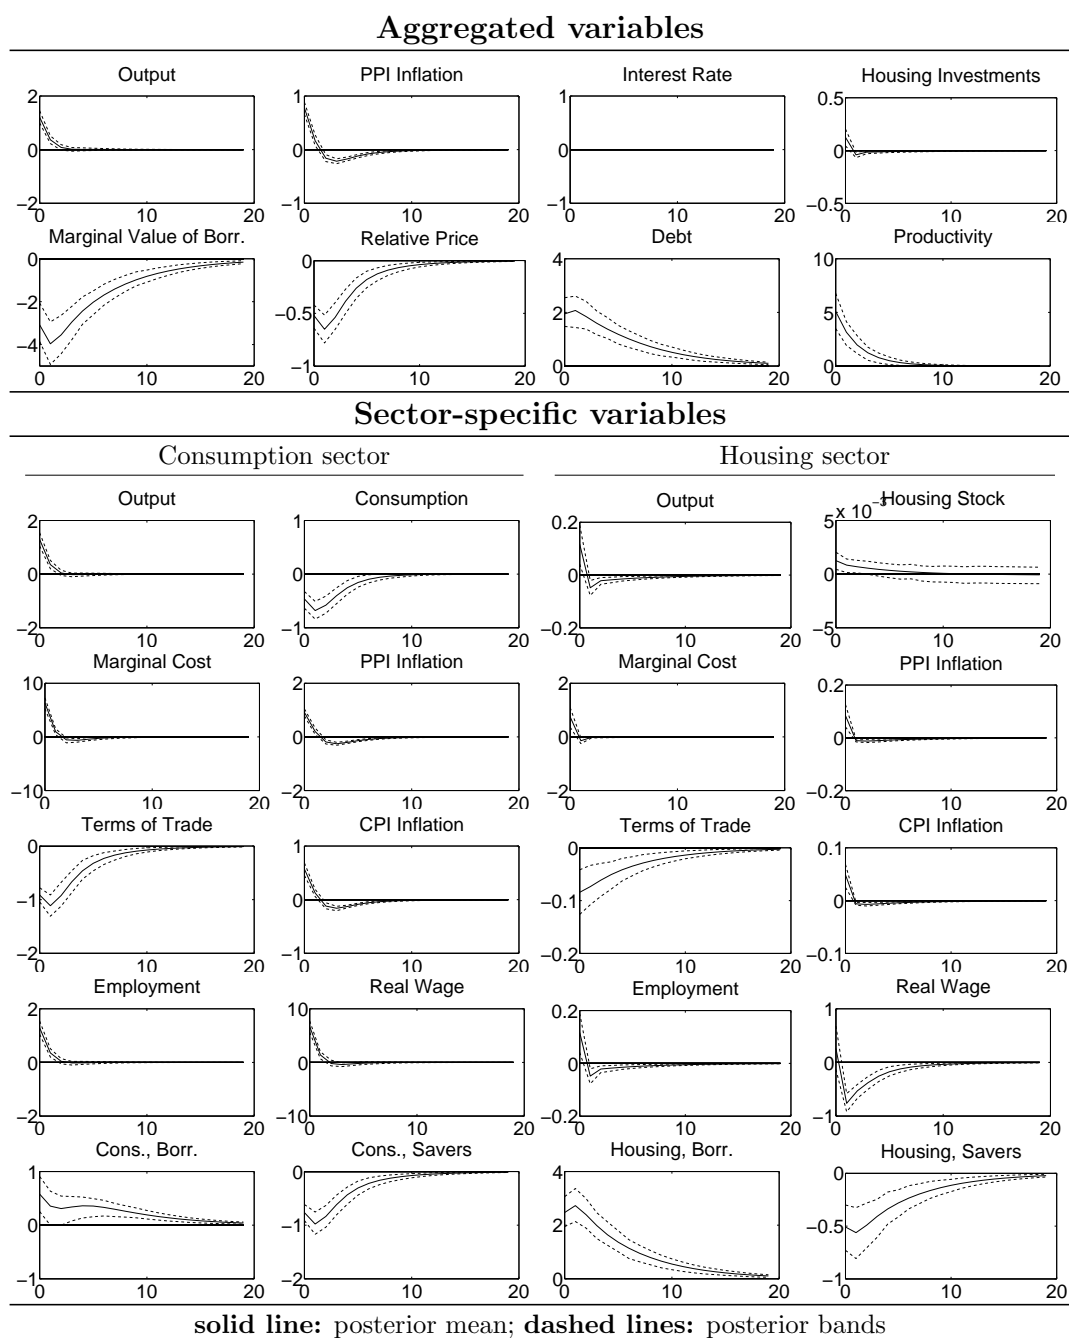 Aggregated variables
Output PPI Inflation Interest Rate Housing Investments
2 1 1 0.5
0 0 0 0
−2 −1 −1 −0.5
0 10 20 0 10 20 0 10 20 0 10 20
Marginal Value of Borr. Relative Price Debt Productivity
0 0 4 10
−2 −0.5 2 5
−4 −1 0 0
0 10 20 0 10 20 0 10 20 0 10 20
Sector-specific variables
Consumption sector Housing sector
Output Consumption Output Housing Stock
x 10−3
2 1 0.2 5
0 0 0 0
−2 −1 −0.2 −5
0 10 20 0 10 20 0 10 20 0 10 20
Marginal Cost PPI Inflation Marginal Cost PPI Inflation
10 2 2 0.2
0 0 0 0
−10 −2 −2 −0.2
0 10 20 0 10 20 0 10 20 0 10 20
Terms of Trade CPI Inflation Terms of Trade CPI Inflation
0 1 0 0.1
−1 0 −0.1 0
−2 −1 −0.2 −0.1
0 10 20 0 10 20 0 10 20 0 10 20
Employment Real Wage Employment Real Wage
2 10 0.2 1
0 0 0 0
−2 −10 −0.2 −1
0 10 20 0 10 20 0 10 20 0 10 20
Cons., Borr. Cons., Savers Housing, Borr. Housing, Savers
1 0 4 0
0 −1 2 −0.5
−1 −2 0 −1
0 10 20 0 10 20 0 10 20 0 10 20
solid line: posterior mean; dashed lines: posterior bands